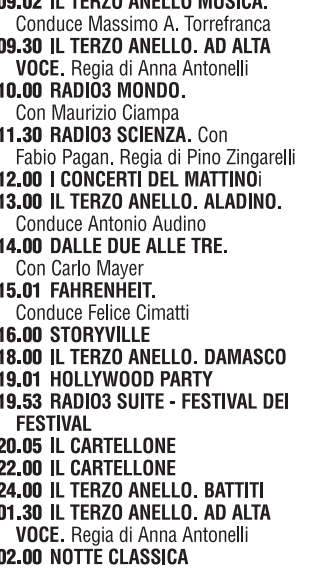 09.02 IL TERZO ANELLO MUSICA.
Conduce Massimo A. Torrefranca
09.30 IL TERZO ANELLO. AD ALTA
VOCE. Regia di Anna Antonelli
10.00 RADIO3 MONDO.
Con Maurizio Ciampa
11.30 RADIO3 SCIENZA. Con
Fabio Pagan. Regia di Pino Zingarelli
12.00 I CONCERTI DEL MATTINOi
13.00 IL TERZO ANELLO. ALADINO.
Conduce Antonio Audino
14.00 DALLE DUE ALLE TRE.
Con Carlo Mayer
15.01 FAHRENHEIT.
Conduce Felice Cimatti
16.00 STORYVILLE
18.00 IL TERZO ANELLO. DAMASCO
19.01 HOLLYWOOD PARTY
19.53 RADIO3 SUITE - FESTIVAL DEI
FESTIVAL
20.05 IL CARTELLONE
22.00 IL CARTELLONE
24.00 IL TERZO ANELLO. BATTITI
01.30 IL TERZO ANELLO. AD ALTA
VOCE. Regia di Anna Antonelli
02.00 NOTTE CLASSICA